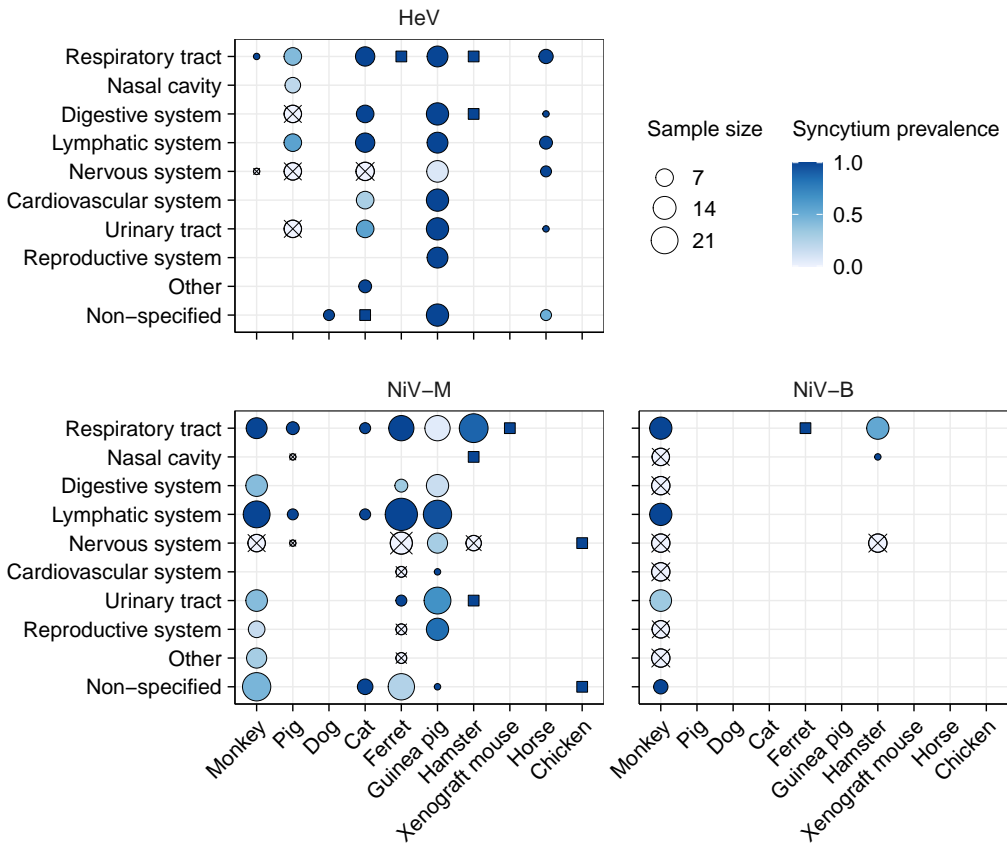 HeV
Respiratory tract
Nasal cavity
Digestive system
Lymphatic system
Nervous system
Cardiovascular system
Urinary tract
Reproductive system
Other
Non−specified
Sample size
7
14
21
Syncytium prevalence
1.0
0.5
0.0
NiV−M
Respiratory tract
Nasal cavity
Digestive system
Lymphatic system
Nervous system
Cardiovascular system
Urinary tract
Reproductive system
Other
Non−specified
Monkey
Pig
Dog
Cat
Ferret
Guinea pig
Hamster
Xenograft mouse
Horse
Chicken
NiV−B
Monkey
Pig
Dog
Cat
Ferret
Guinea pig
Hamster
Xenograft mouse
Horse
Chicken